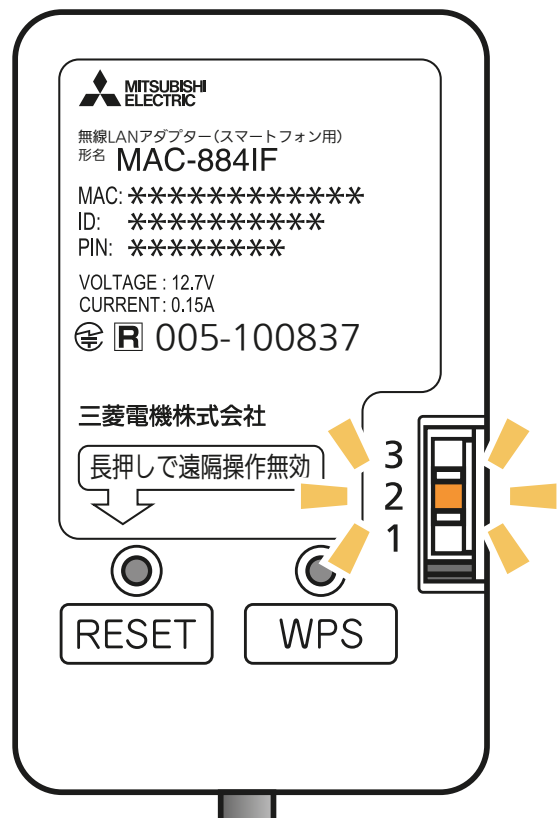 MITSUBISHI
ELECTRIC
無線LANアダプター(スマートフォン用)
形名 MAC-884IF
MAC: ************
ID: **********
PIN: ********
VOLTAGE : 12.7V
CURRENT : 0.15A
R 005-100837
三菱電機株式会社
長押しで遠隔操作無効
3
2
1
RESET
WPS